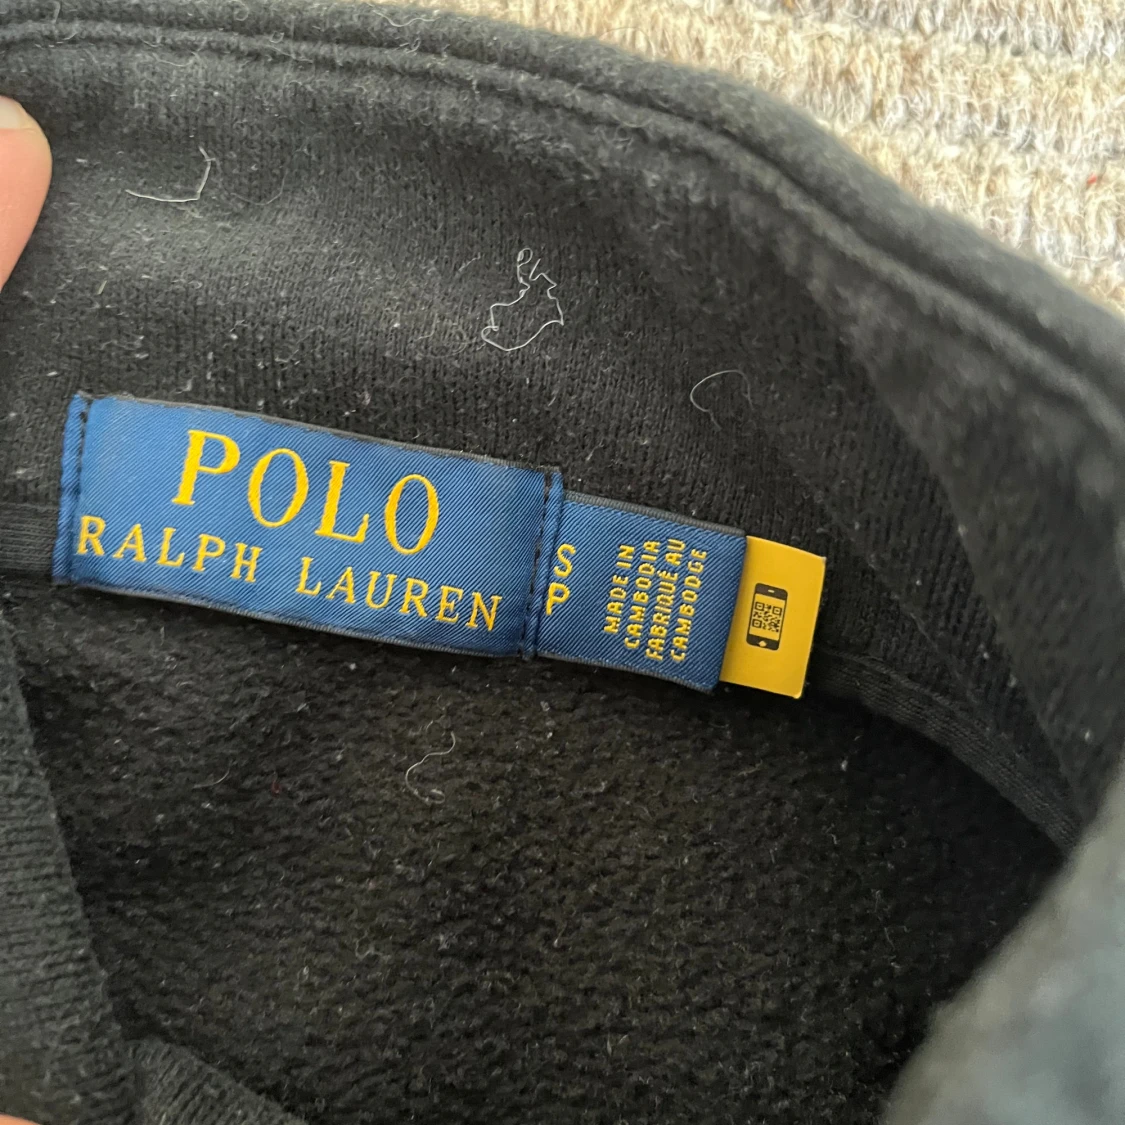 POLO
RALPH LAUREN
S
P
MADE IN
CAMBODIA
FABRIQUÉ AU
CAMBODGE